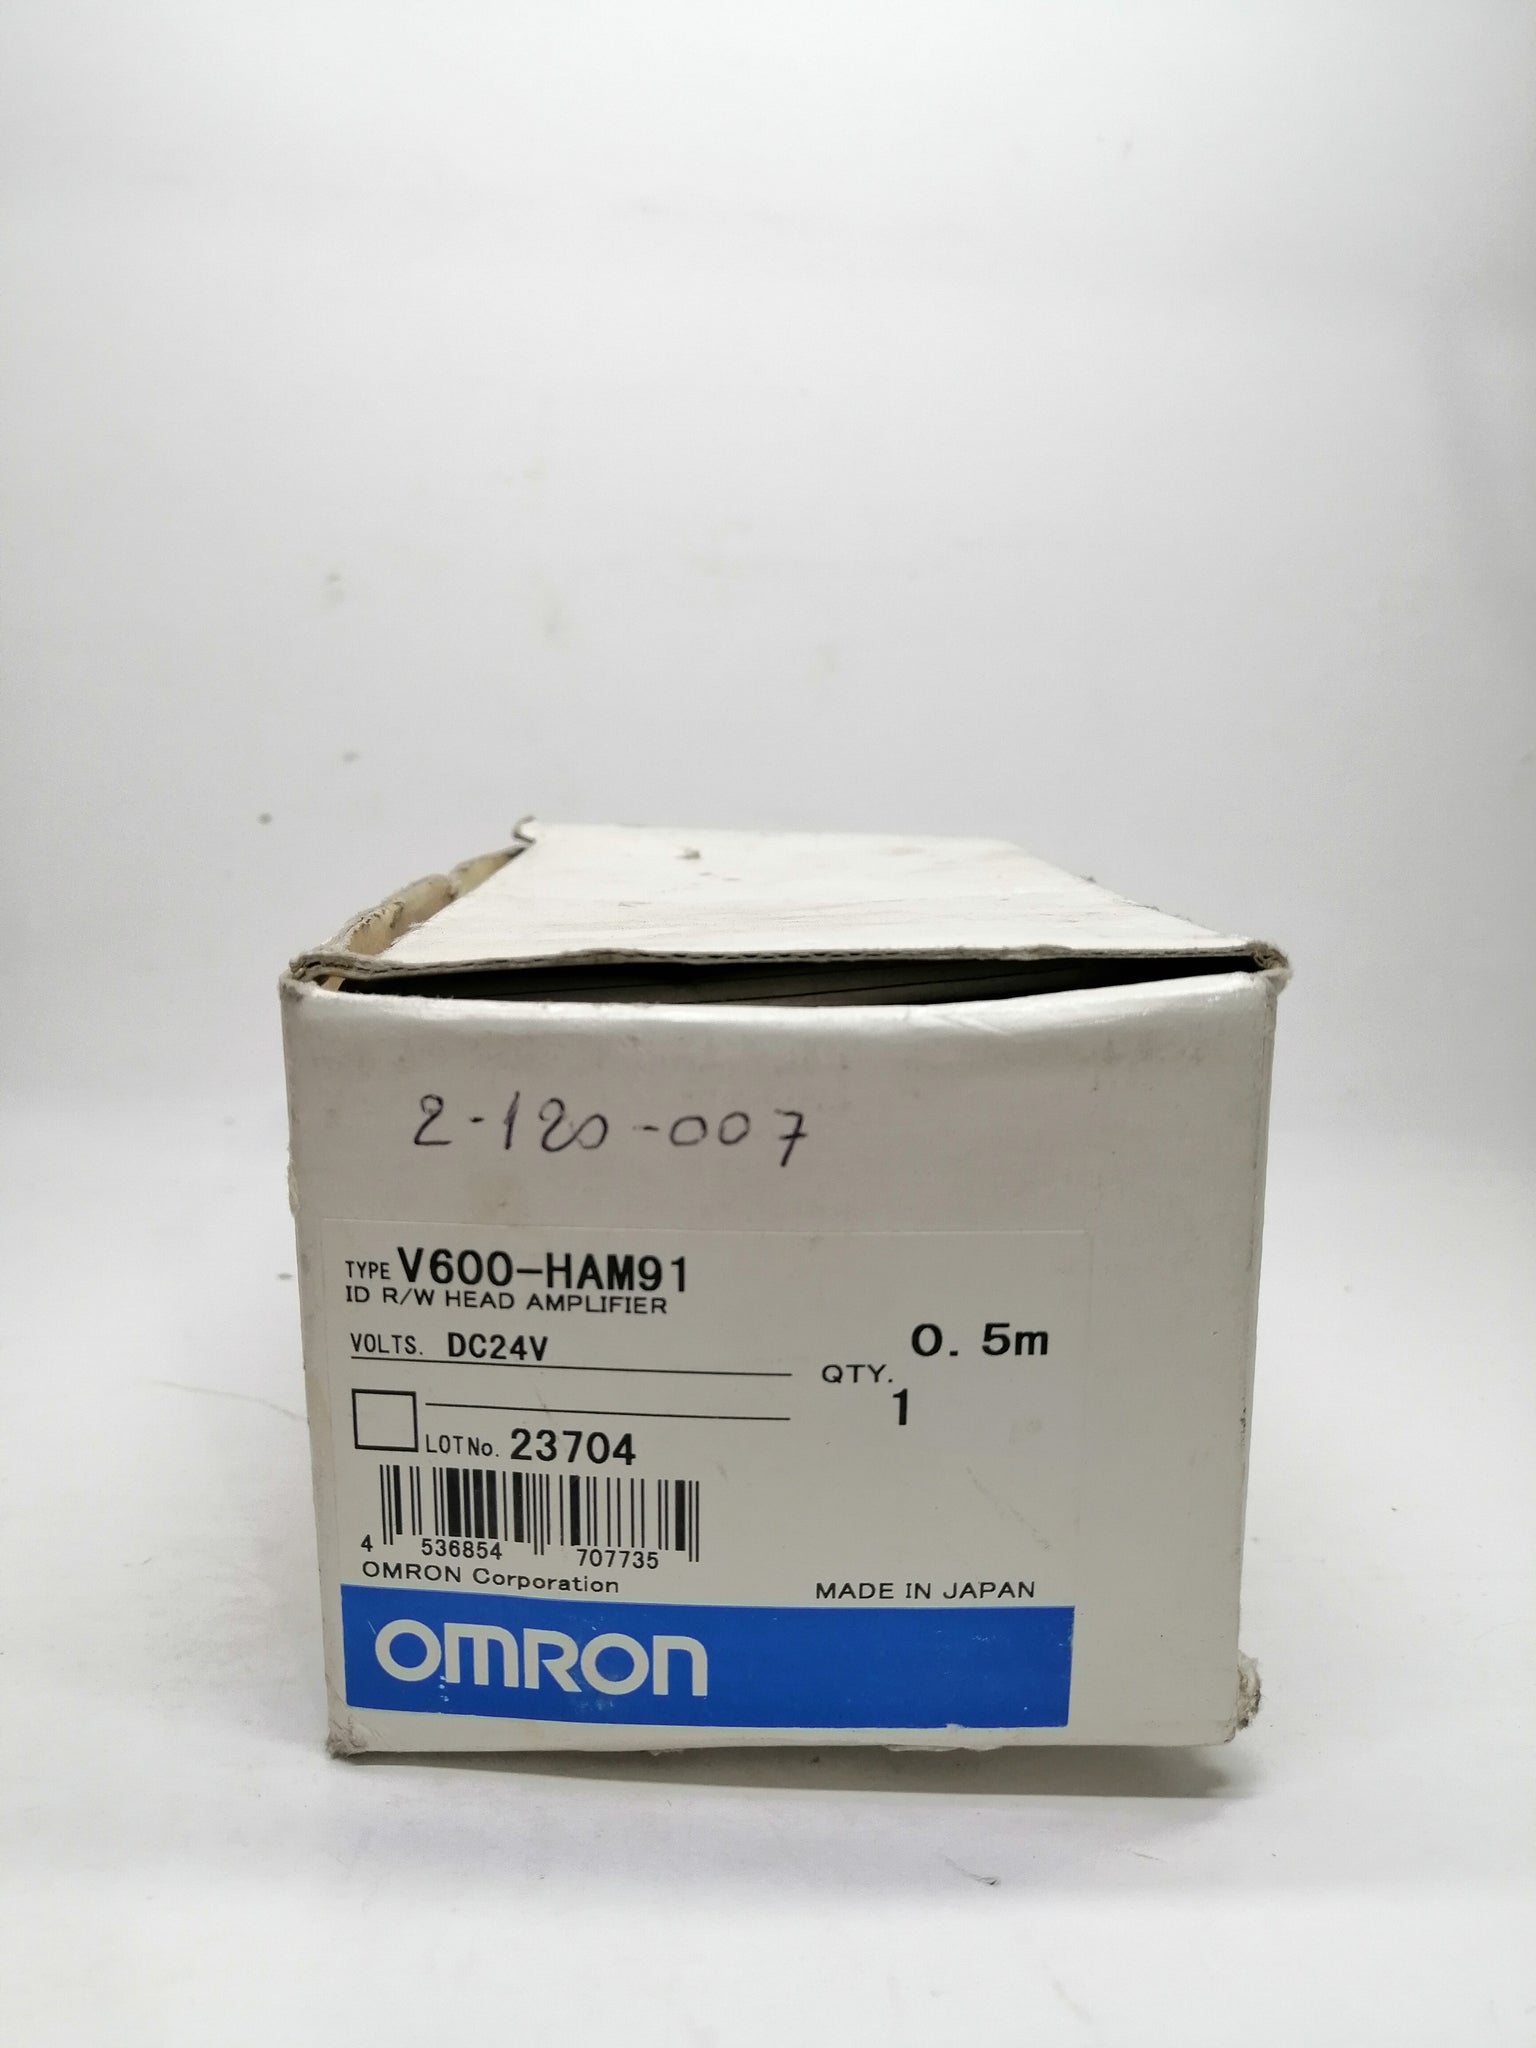 2-120-007
TYPE V600-HAM91
ID R/W HEAD AMPLIFIER
VOLTS. DC24V
0.5m
QTY.
1
LOT No. 23704
4 536854 707735
OMRON Corporation
MADE IN JAPAN
OMRON